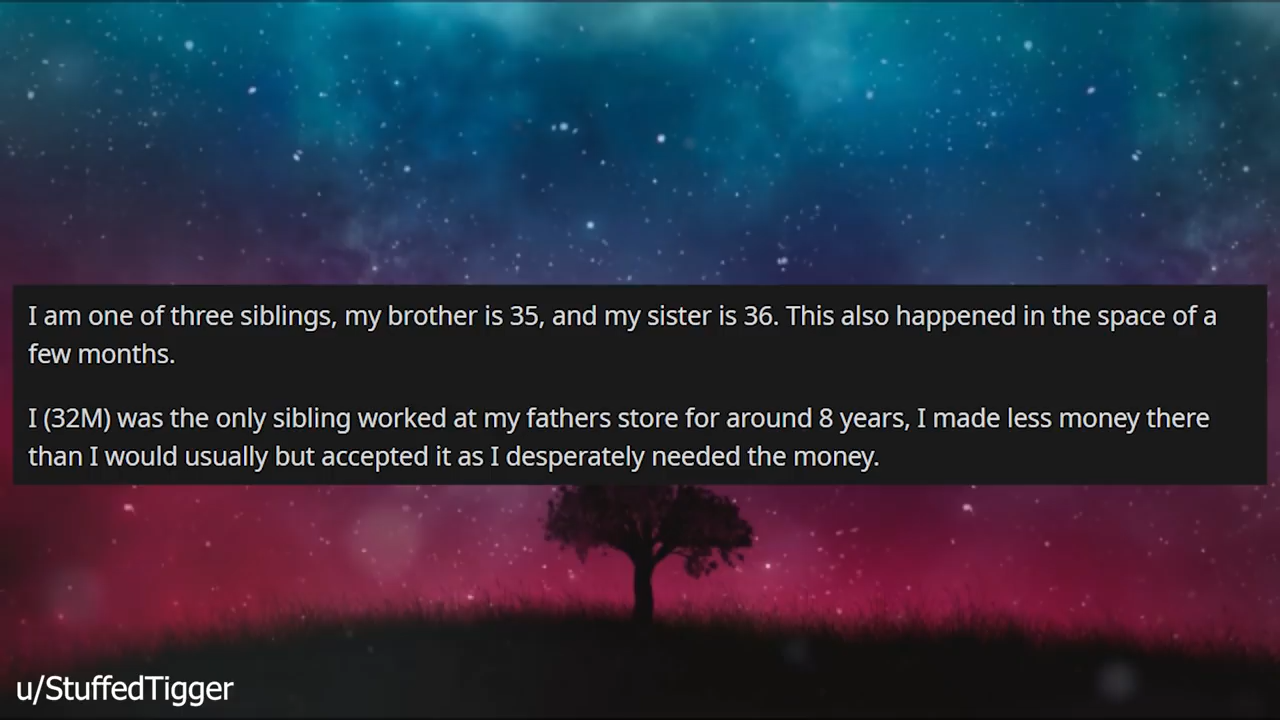 I am one of three siblings, my brother is 35, and my sister is 36. This also happened in the space of a
few months.
I (32M) was the only sibling worked at my fathers store for around 8 years, I made less money there
than I would usually but accepted it as I desperately needed the money.
u/StuffedTigger